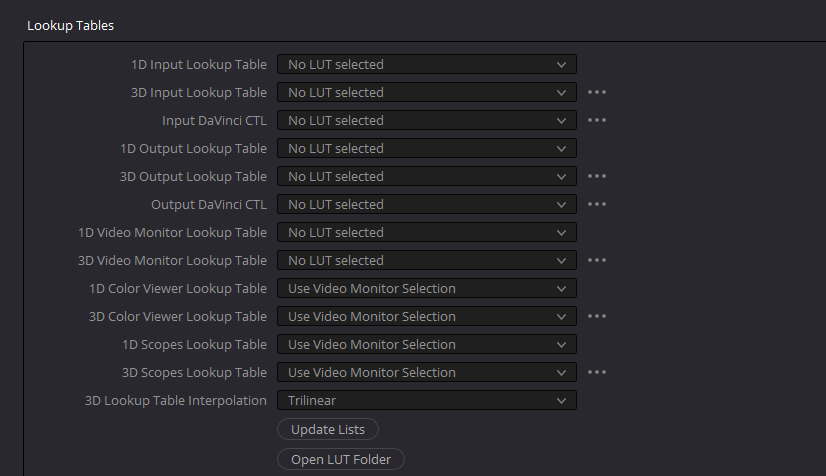 Lookup Tables
1D Input Lookup Table No LUT selected
3D Input Lookup Table No LUT selected
Input DaVinci CTL No LUT selected
1D Output Lookup Table No LUT selected
3D Output Lookup Table No LUT selected
Output DaVinci CTL No LUT selected
1D Video Monitor Lookup Table No LUT selected
3D Video Monitor Lookup Table No LUT selected
1D Color Viewer Lookup Table Use Video Monitor Selection
3D Color Viewer Lookup Table Use Video Monitor Selection
1D Scopes Lookup Table Use Video Monitor Selection
3D Scopes Lookup Table Use Video Monitor Selection
3D Lookup Table Interpolation Trilinear
Update Lists
Open LUT Folder